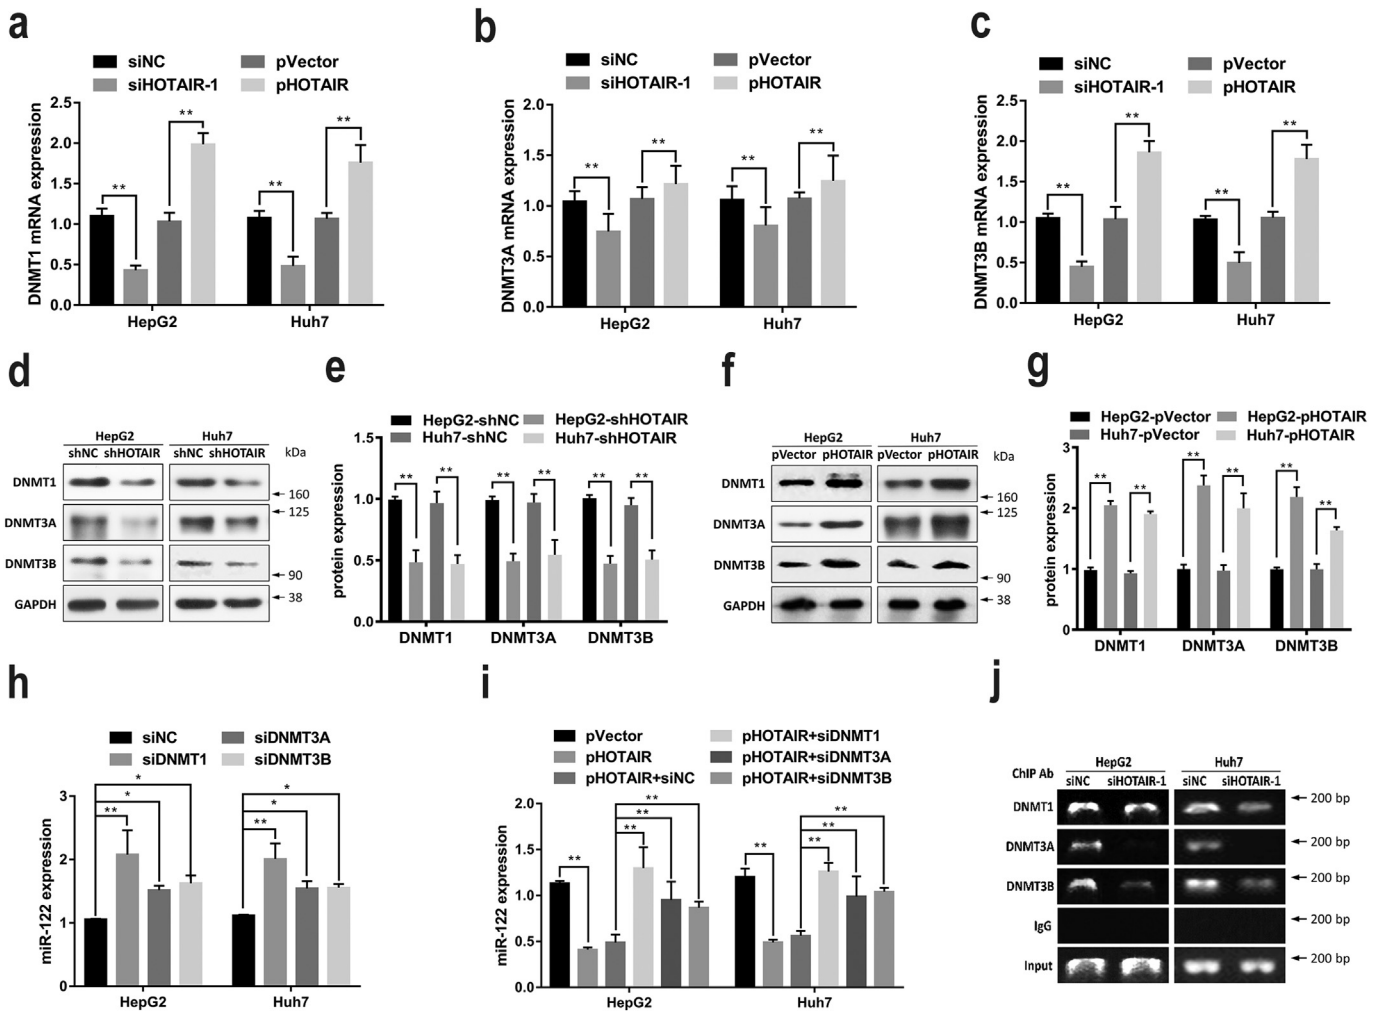 a
siNC
pVector
siHOTAIR-1
pHOTAIR
DNMT1 mRNA expression
2.5
2.0
1.5
1.0
0.5
0.0
**
**
**
**
HepG2
Huh7
b
siNC
pVector
siHOTAIR-1
pHOTAIR
DNMT3A mRNA expression
2.0
1.5
1.0
0.5
0.0
**
**
**
**
HepG2
Huh7
c
siNC
pVector
siHOTAIR-1
pHOTAIR
DNMT3B mRNA expression
2.5
2.0
1.5
1.0
0.5
0.0
**
**
**
**
HepG2
Huh7
d
HepG2
Huh7
shNC shHOTAIR
shNC shHOTAIR
kDa
DNMT1
160
125
DNMT3A
DNMT3B
90
38
GAPDH
e
HepG2-shNC
HepG2-shHOTAIR
Huh7-shNC
Huh7-shHOTAIR
protein expression
1.5
1.0
0.5
0.0
**
**
**
**
**
**
DNMT1
DNMT3A
DNMT3B
f
HepG2
Huh7
pVector pHOTAIR
pVector pHOTAIR
kDa
DNMT1
160
125
DNMT3A
DNMT3B
90
38
GAPDH
g
HepG2-pVector
HepG2-pHOTAIR
Huh7-pVector
Huh7-pHOTAIR
protein expression
3
2
1
0
**
**
**
**
**
**
DNMT1
DNMT3A
DNMT3B
h
siNC
siDNMT3A
siDNMT1
siDNMT3B
miR-122 expression
3
2
1
0
*
*
**
*
*
**
HepG2
Huh7
i
pVector
pHOTAIR+siDNMT1
pHOTAIR
pHOTAIR+siDNMT3A
pHOTAIR+siNC
pHOTAIR+siDNMT3B
miR-122 expression
2.0
1.5
1.0
0.5
0.0
**
**
**
**
**
**
**
**
HepG2
Huh7
j
HepG2
Huh7
ChIP Ab
siNC siHOTAIR-1
siNC siHOTAIR-1
DNMT1
200 bp
DNMT3A
200 bp
DNMT3B
200 bp
IgG
200 bp
Input
200 bp